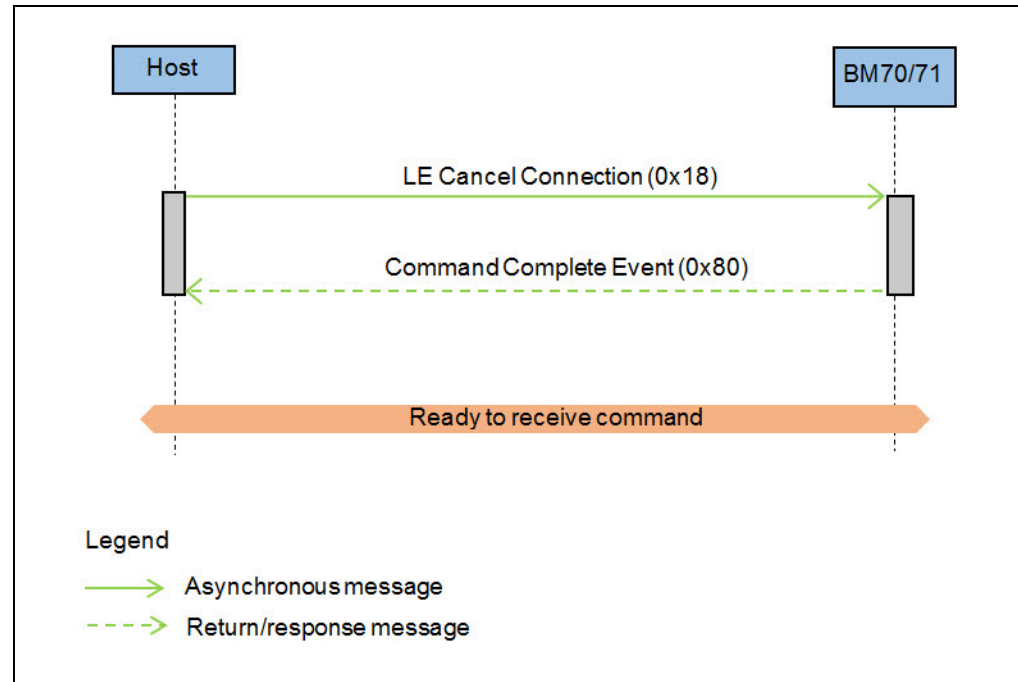 Host
BM70/71
LE Cancel Connection (0x18)
Command Complete Event (0x80)
Ready to receive command
Legend
Asynchronous message
Return/response message